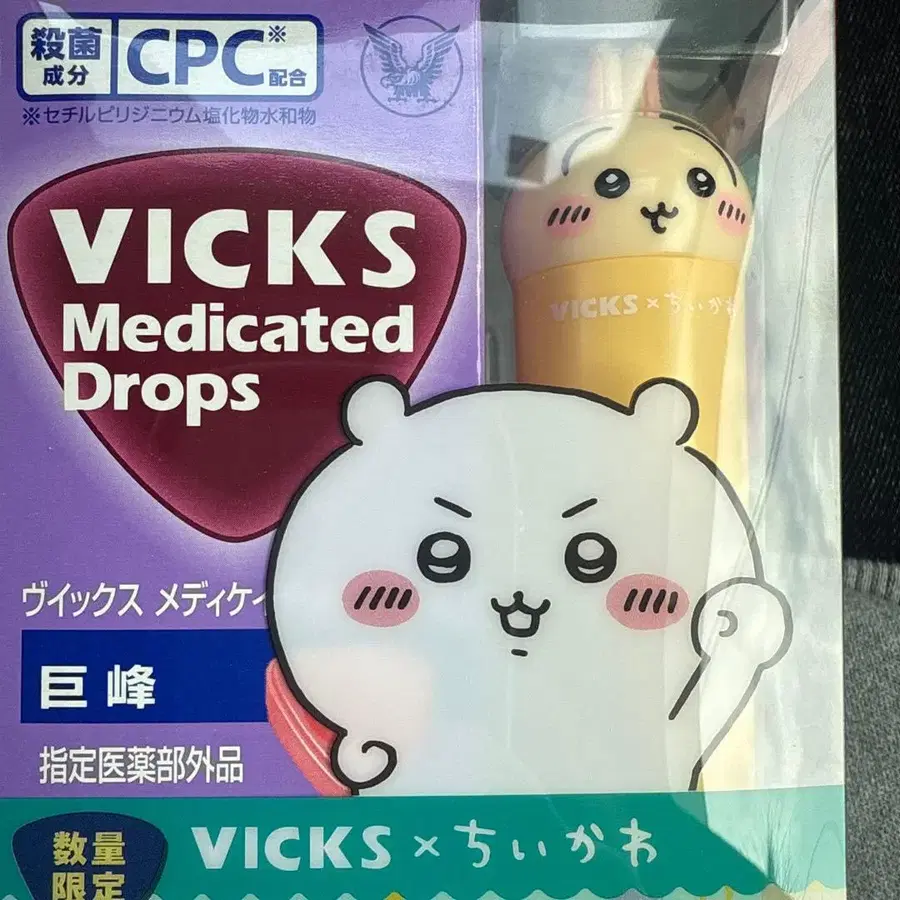 殺菌
成分
CPC※
配合
※セチルピリジニウム塩化物水和物
VICKS
Medicated
Drops
VICKS×ちいかわ
ヴイックス メディケイ
巨峰
指定医薬部外品
数量
限定
VICKS×ちいかわ